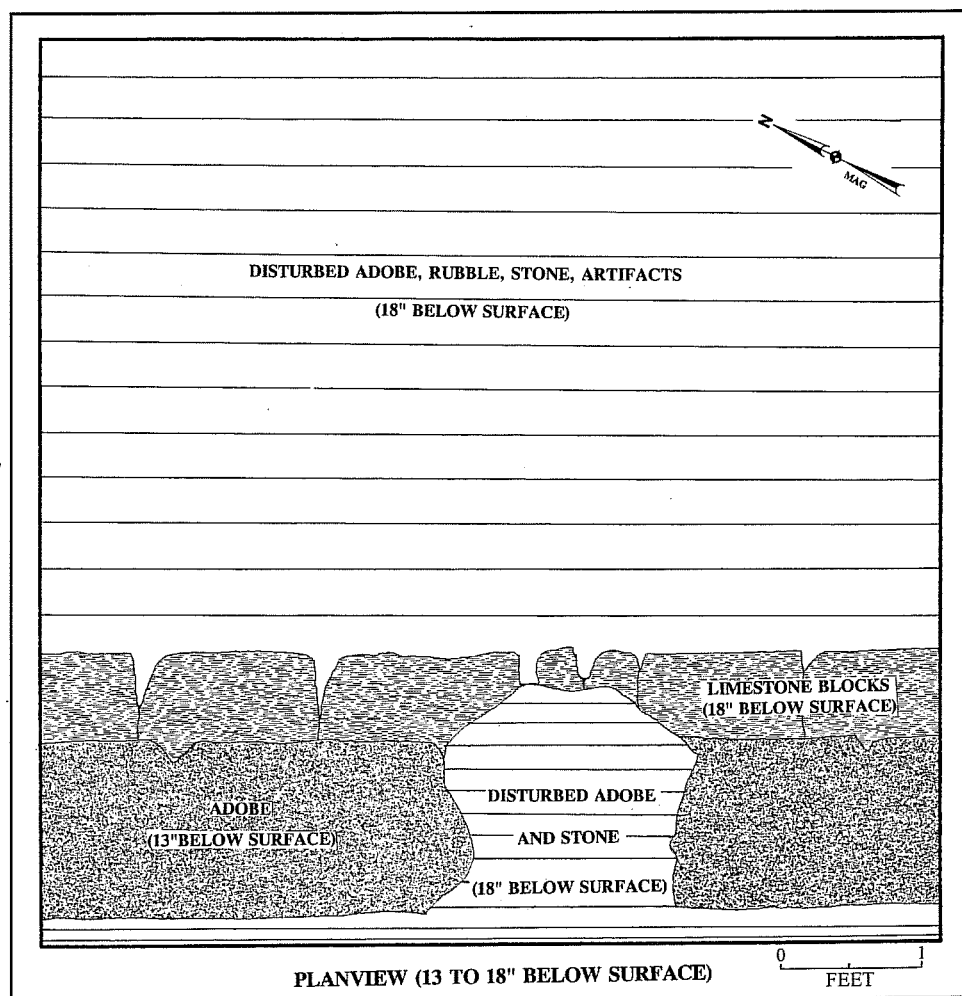 N
MAG
DISTURBED ADOBE, RUBBLE, STONE, ARTIFACTS
(18" BELOW SURFACE)
LIMESTONE BLOCKS
(18" BELOW SURFACE)
ADOBE
(13"BELOW SURFACE)
DISTURBED ADOBE
AND STONE
(18" BELOW SURFACE)
PLANVIEW (13 TO 18" BELOW SURFACE)
0 1
FEET